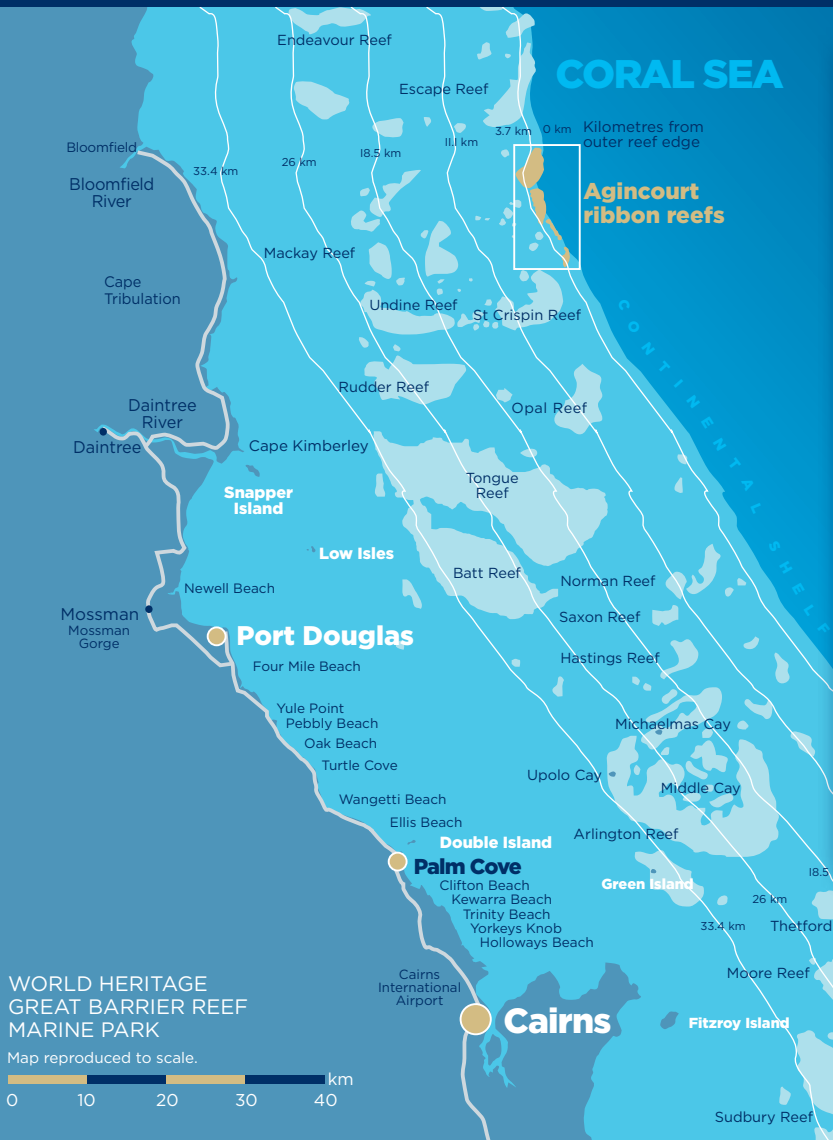 Endeavour Reef
CORAL SEA
Escape Reef
3.7 km
0 km
Kilometres from
outer reef edge
11.1 km
18.5 km
26 km
33.4 km
Bloomfield
Bloomfield
River
Agincourt
ribbon reefs
Mackay Reef
Cape
Tribulation
Undine Reef
St Crispin Reef
CONTINENTAL SHELF
Rudder Reef
Opal Reef
Daintree
River
Daintree
Cape Kimberley
Snapper
Island
Tongue
Reef
Low Isles
Batt Reef
Norman Reef
Newell Beach
Mossman
Mossman
Gorge
Saxon Reef
Port Douglas
Hastings Reef
Four Mile Beach
Yule Point
Pebbly Beach
Michaelmas Cay
Oak Beach
Turtle Cove
Upolo Cay
Middle Cay
Wangetti Beach
Ellis Beach
Arlington Reef
Double Island
Palm Cove
18.5
Green Island
Clifton Beach
Kewarra Beach
26 km
Trinity Beach
33.4 km
Thetford
Yorkeys Knob
Holloways Beach
Cairns
International
Airport
Moore Reef
WORLD HERITAGE
GREAT BARRIER REEF
MARINE PARK
Cairns
Fitzroy Island
Map reproduced to scale.
km
0 10 20 30 40
Sudbury Reef